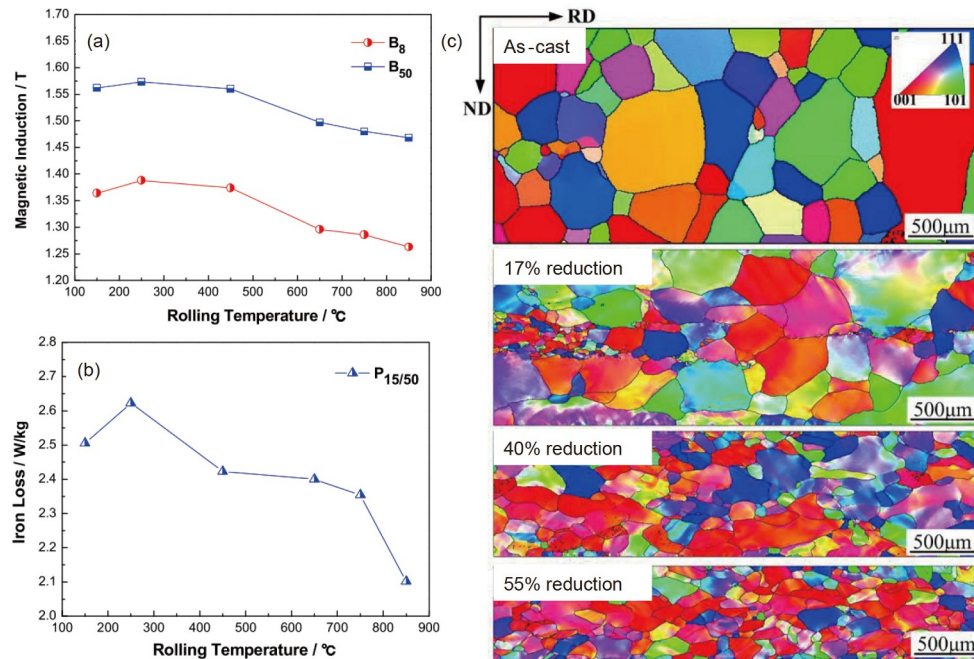 (a)
B8
B50
Magnetic Induction / T
1.70
1.65
1.60
1.55
1.50
1.45
1.40
1.35
1.30
1.25
1.20
100 200 300 400 500 600 700 800 900
Rolling Temperature / ℃
(b)
P15/50
Iron Loss / W/kg
2.8
2.7
2.6
2.5
2.4
2.3
2.2
2.1
2.0
100 200 300 400 500 600 700 800 900
Rolling Temperature / ℃
(c)
RD
ND
As-cast
111
001 101
500μm
17% reduction
500μm
40% reduction
500μm
55% reduction
500μm